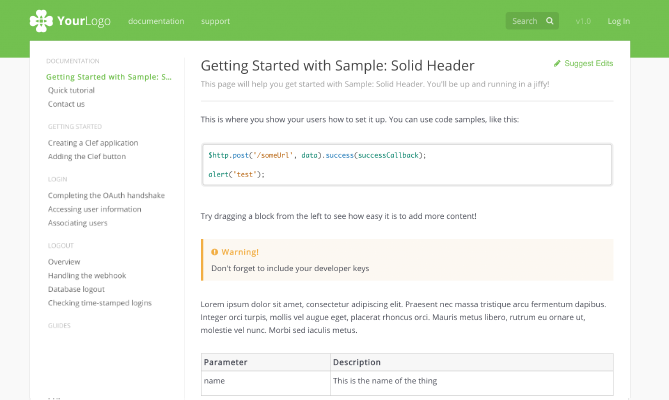 YourLogo documentation support Search v1.0 Log In
DOCUMENTATION
Getting Started with Sample: S...
Quick tutorial
Contact us
GETTING STARTED
Creating a Clef application
Adding the Clef button
LOGIN
Completing the OAuth handshake
Accessing user information
Associating users
LOGOUT
Overview
Handling the webhook
Database logout
Checking time-stamped logins
GUIDES
Getting Started with Sample: Solid Header
Suggest Edits
This page will help you get started with Sample: Solid Header. You'll be up and running in a jiffy!
This is where you show your users how to set it up. You can use code samples, like this:
$http.post('/someUrl', data).success(successCallback);
alert('test');
Try dragging a block from the left to see how easy it is to add more content!
Warning!
Don't forget to include your developer keys
Lorem ipsum dolor sit amet, consectetur adipiscing elit. Praesent nec massa tristique arcu fermentum dapibus.
Integer orci turpis, mollis vel augue eget, placerat rhoncus orci. Mauris metus libero, rutrum eu ornare ut,
molestie vel nunc. Morbi sed iaculis metus.
Parameter Description
name This is the name of the thing